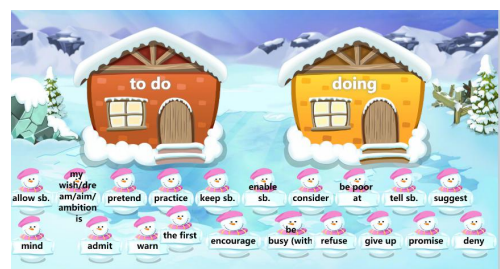 to do
doing
allow sb.
my
wish/dre
am/aim/
ambition
is
pretend
practice
keep sb.
enable
sb.
consider
be poor
at
tell sb.
suggest
mind
admit
warn
the first
encourage
be
busy (with
refuse
give up
promise
deny